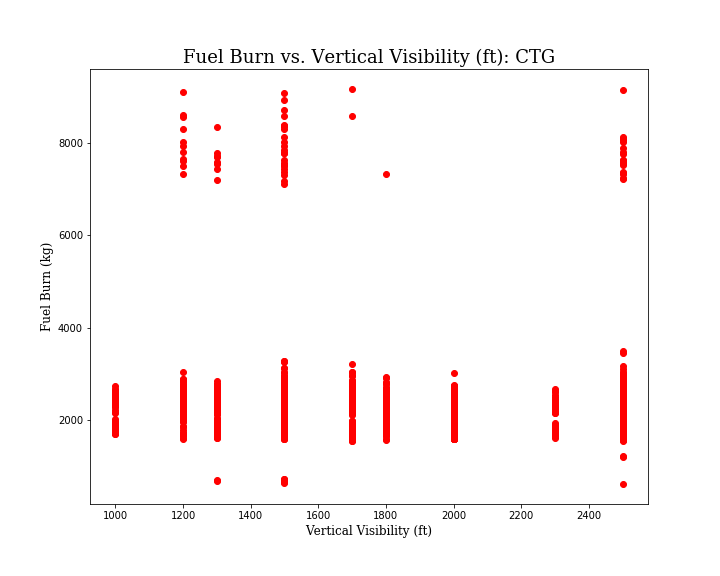 Fuel Burn vs. Vertical Visibility (ft): CTG
8000
6000
4000
2000
Fuel Burn (kg)
1000 1200 1400 1600 1800 2000 2200 2400
Vertical Visibility (ft)